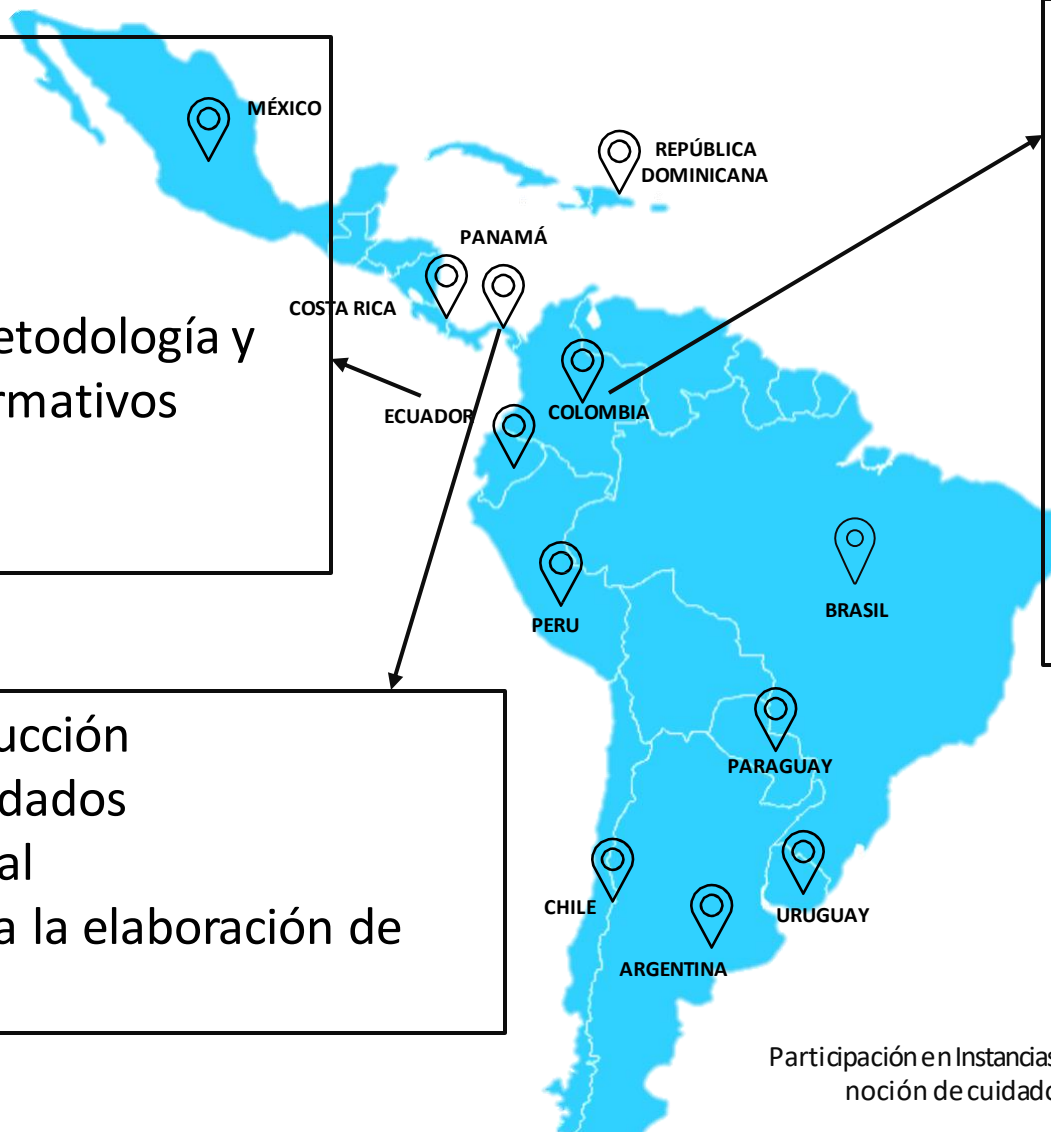 MÉXICO
REPÚBLICA
DOMINICANA
PANAMÁ
COSTA RICA
etodología y
rmativos
ECUADOR
COLOMBIA
PERU
BRASIL
ucción
dados
al
a la elaboración de
PARAGUAY
CHILE
URUGUAY
ARGENTINA
Participación en Instancias
noción de cuidado